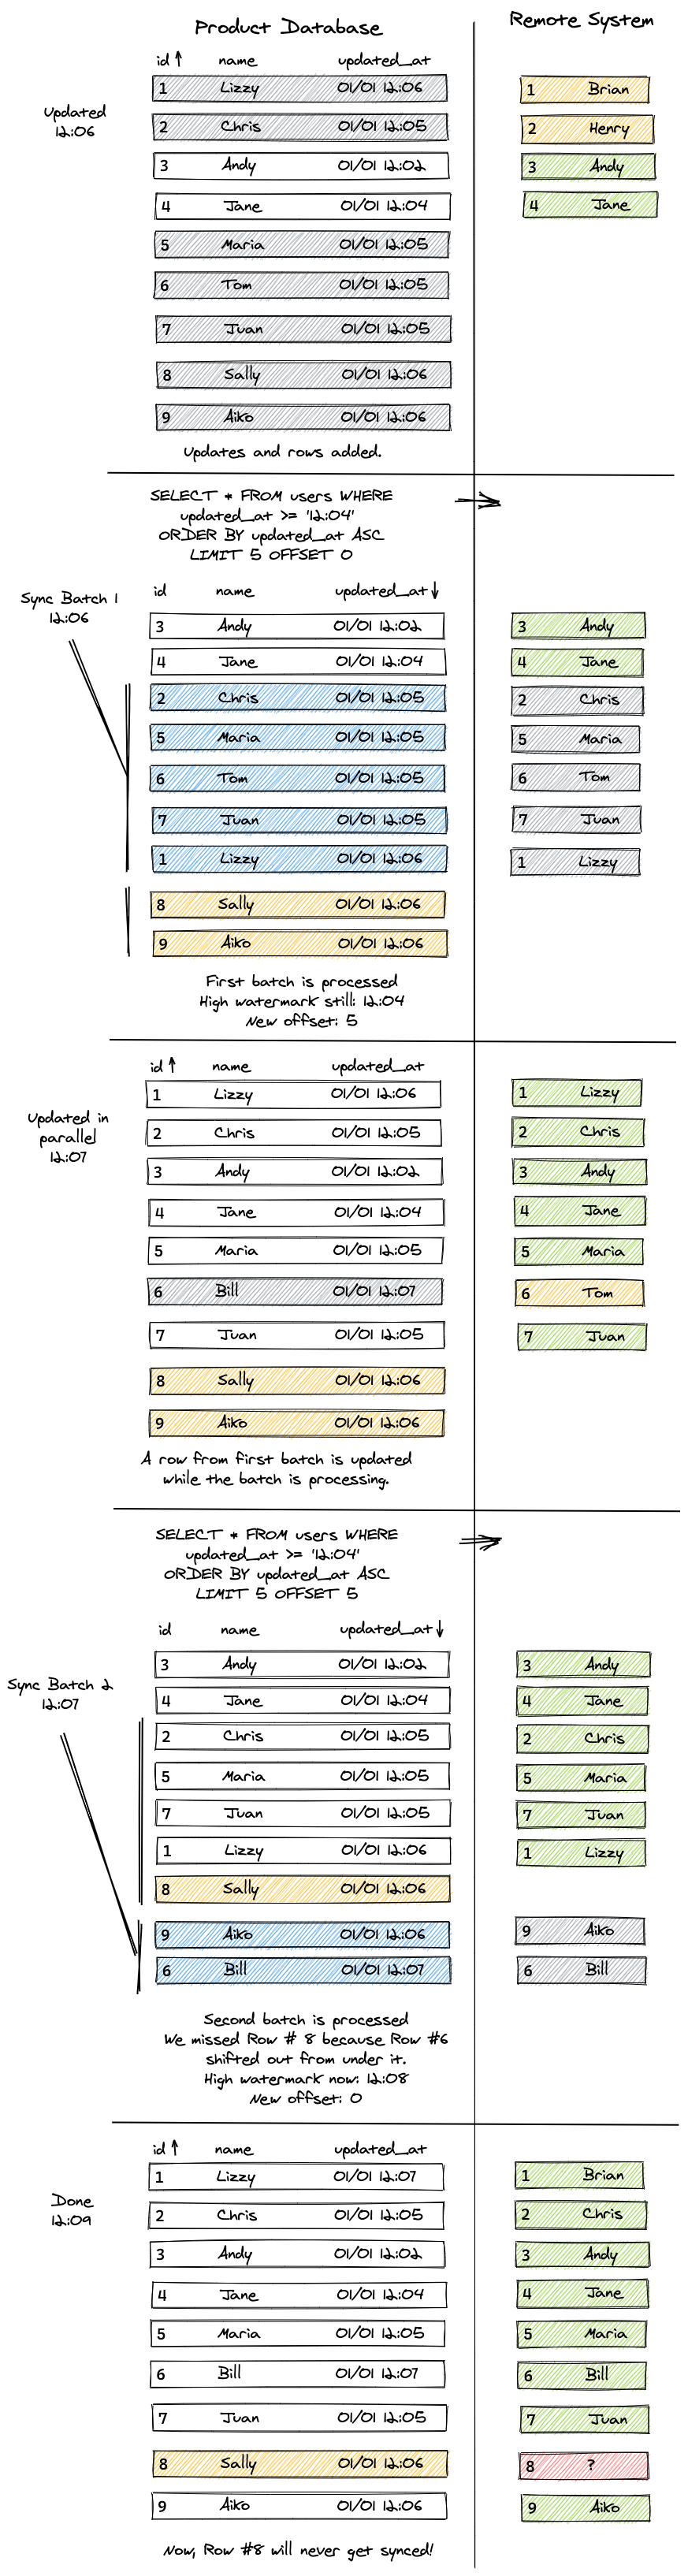 Product Database
Remote System
id ↑ name updated_at
Updated
12:06
1 Lizzy 01/01 12:06
1 Brian
2 Chris 01/01 12:05
2 Henry
3 Andy 01/01 12:02
3 Andy
4 Jane 01/01 12:04
4 Jane
5 Maria 01/01 12:05
6 Tom 01/01 12:05
7 Juan 01/01 12:05
8 Sally 01/01 12:06
9 Aiko 01/01 12:06
Updates and rows added.
SELECT * FROM users WHERE
updated_at >= '12:04'
ORDER BY updated_at ASC
LIMIT 5 OFFSET 0
Sync Batch 1
12:06
id name updated_at ↓
3 Andy 01/01 12:02
3 Andy
4 Jane 01/01 12:04
4 Jane
2 Chris 01/01 12:05
2 Chris
5 Maria 01/01 12:05
5 Maria
6 Tom 01/01 12:05
6 Tom
7 Juan 01/01 12:05
7 Juan
1 Lizzy 01/01 12:06
1 Lizzy
8 Sally 01/01 12:06
9 Aiko 01/01 12:06
First batch is processed
High watermark still: 12:04
New offset: 5
id ↑ name updated_at
Updated in
parallel
12:07
1 Lizzy 01/01 12:06
1 Lizzy
2 Chris 01/01 12:05
2 Chris
3 Andy 01/01 12:02
3 Andy
4 Jane 01/01 12:04
4 Jane
5 Maria 01/01 12:05
5 Maria
6 Bill 01/01 12:07
6 Tom
7 Juan 01/01 12:05
7 Juan
8 Sally 01/01 12:06
9 Aiko 01/01 12:06
A row from first batch is updated
while the batch is processing.
SELECT * FROM users WHERE
updated_at >= '12:04'
ORDER BY updated_at ASC
LIMIT 5 OFFSET 5
id name updated_at ↓
Sync Batch 2
12:07
3 Andy 01/01 12:02
3 Andy
4 Jane 01/01 12:04
4 Jane
2 Chris 01/01 12:05
2 Chris
5 Maria 01/01 12:05
5 Maria
7 Juan 01/01 12:05
7 Juan
1 Lizzy 01/01 12:06
1 Lizzy
8 Sally 01/01 12:06
9 Aiko 01/01 12:06
9 Aiko
6 Bill 01/01 12:07
6 Bill
Second batch is processed
We missed Row # 8 because Row #6
shifted out from under it.
High watermark now: 12:08
New offset: 0
id ↑ name updated_at
Done
12:09
1 Lizzy 01/01 12:07
1 Brian
2 Chris 01/01 12:05
2 Chris
3 Andy 01/01 12:02
3 Andy
4 Jane 01/01 12:04
4 Jane
5 Maria 01/01 12:05
5 Maria
6 Bill 01/01 12:07
6 Bill
7 Juan 01/01 12:05
7 Juan
8 Sally 01/01 12:06
8 ?
9 Aiko 01/01 12:06
9 Aiko
Now, Row #8 will never get synced!